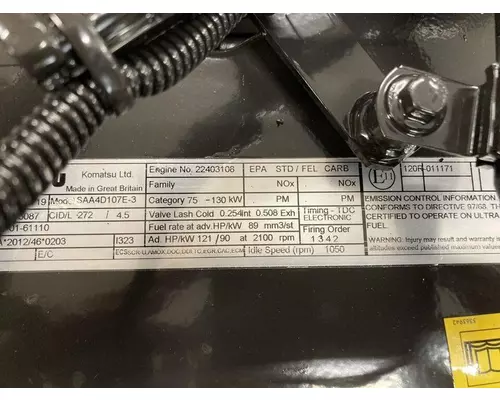 Komatsu Ltd.
Made in Great Britain
Engine No. 22403108 EPA STD / FEL CARB
120R-011171
Family NOx NOx
19 Mod. SAA4D107E-3
Category 75 -130 kW PM PM
3087 CID/L 272 / 4.5
Valve Lash Cold 0.254Int 0.508 Exh
Timing - TDC
ELECTRONIC
01-61110
Fuel rate at adv.HP/kW 89 mm3/st
Firing Order
1 3 4 2
*2012/46*0203 I323
Ad. HP/kW 121 /90 at 2100 rpm
E/C
Idle Speed (rpm) 1050
E11
EMISSION CONTROL INFORMATION
CONFORMS TO DIRECTIVE 97/68.
CERTIFIED TO OPERATE ON ULTRA
FUEL.
WARNING: Injury may result and warranty
altitudes exceed published maximum values